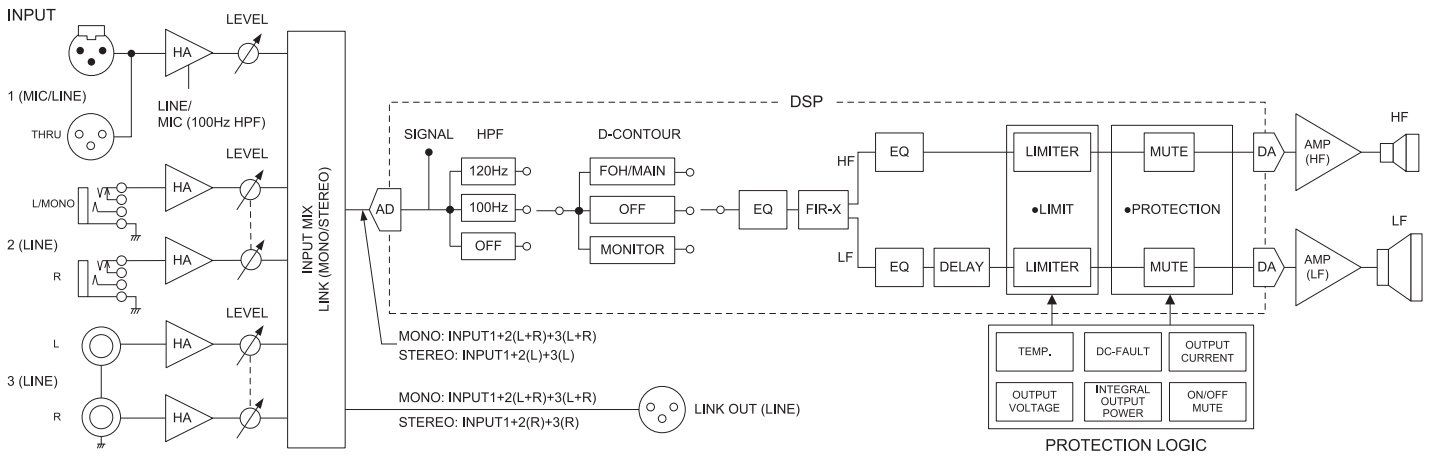 INPUT
LEVEL
HA
1 (MIC/LINE)
LINE/
MIC (100Hz HPF)
THRU
LEVEL
HA
L/MONO
2 (LINE)
HA
R
LEVEL
L
HA
3 (LINE)
R
HA
INPUT MIX
LINK (MONO/STEREO)
DSP
AD
SIGNAL
HPF
120Hz
100Hz
OFF
D-CONTOUR
FOH/MAIN
OFF
MONITOR
EQ
FIR-X
HF
EQ
LIMITER
MUTE
DA
AMP
(HF)
HF
●LIMIT
●PROTECTION
LF
EQ
DELAY
LIMITER
MUTE
DA
AMP
(LF)
LF
MONO: INPUT1+2(L+R)+3(L+R)
STEREO: INPUT1+2(L)+3(L)
MONO: INPUT1+2(L+R)+3(L+R)
STEREO: INPUT1+2(R)+3(R)
LINK OUT (LINE)
TEMP.
DC-FAULT
OUTPUT
CURRENT
OUTPUT
VOLTAGE
INTEGRAL
OUTPUT
POWER
ON/OFF
MUTE
PROTECTION LOGIC